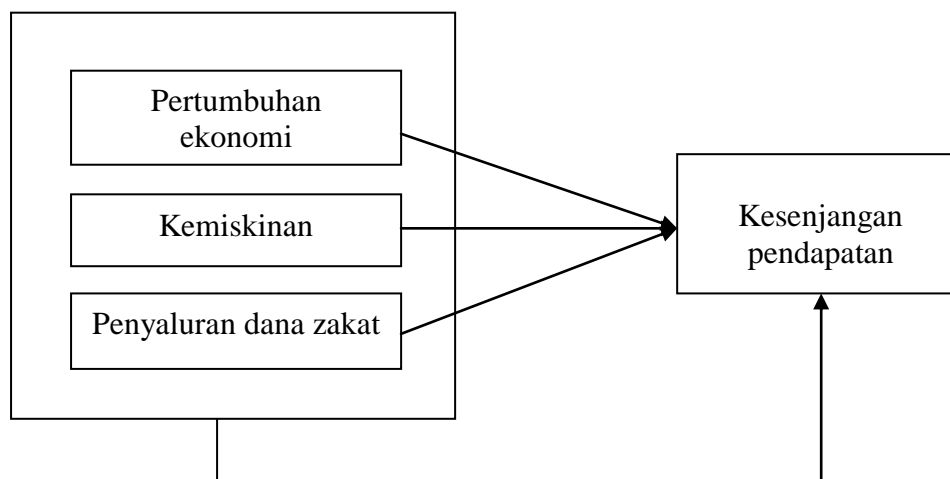 Pertumbuhan
ekonomi
Kemiskinan
Penyaluran dana zakat
Kesenjangan
pendapatan